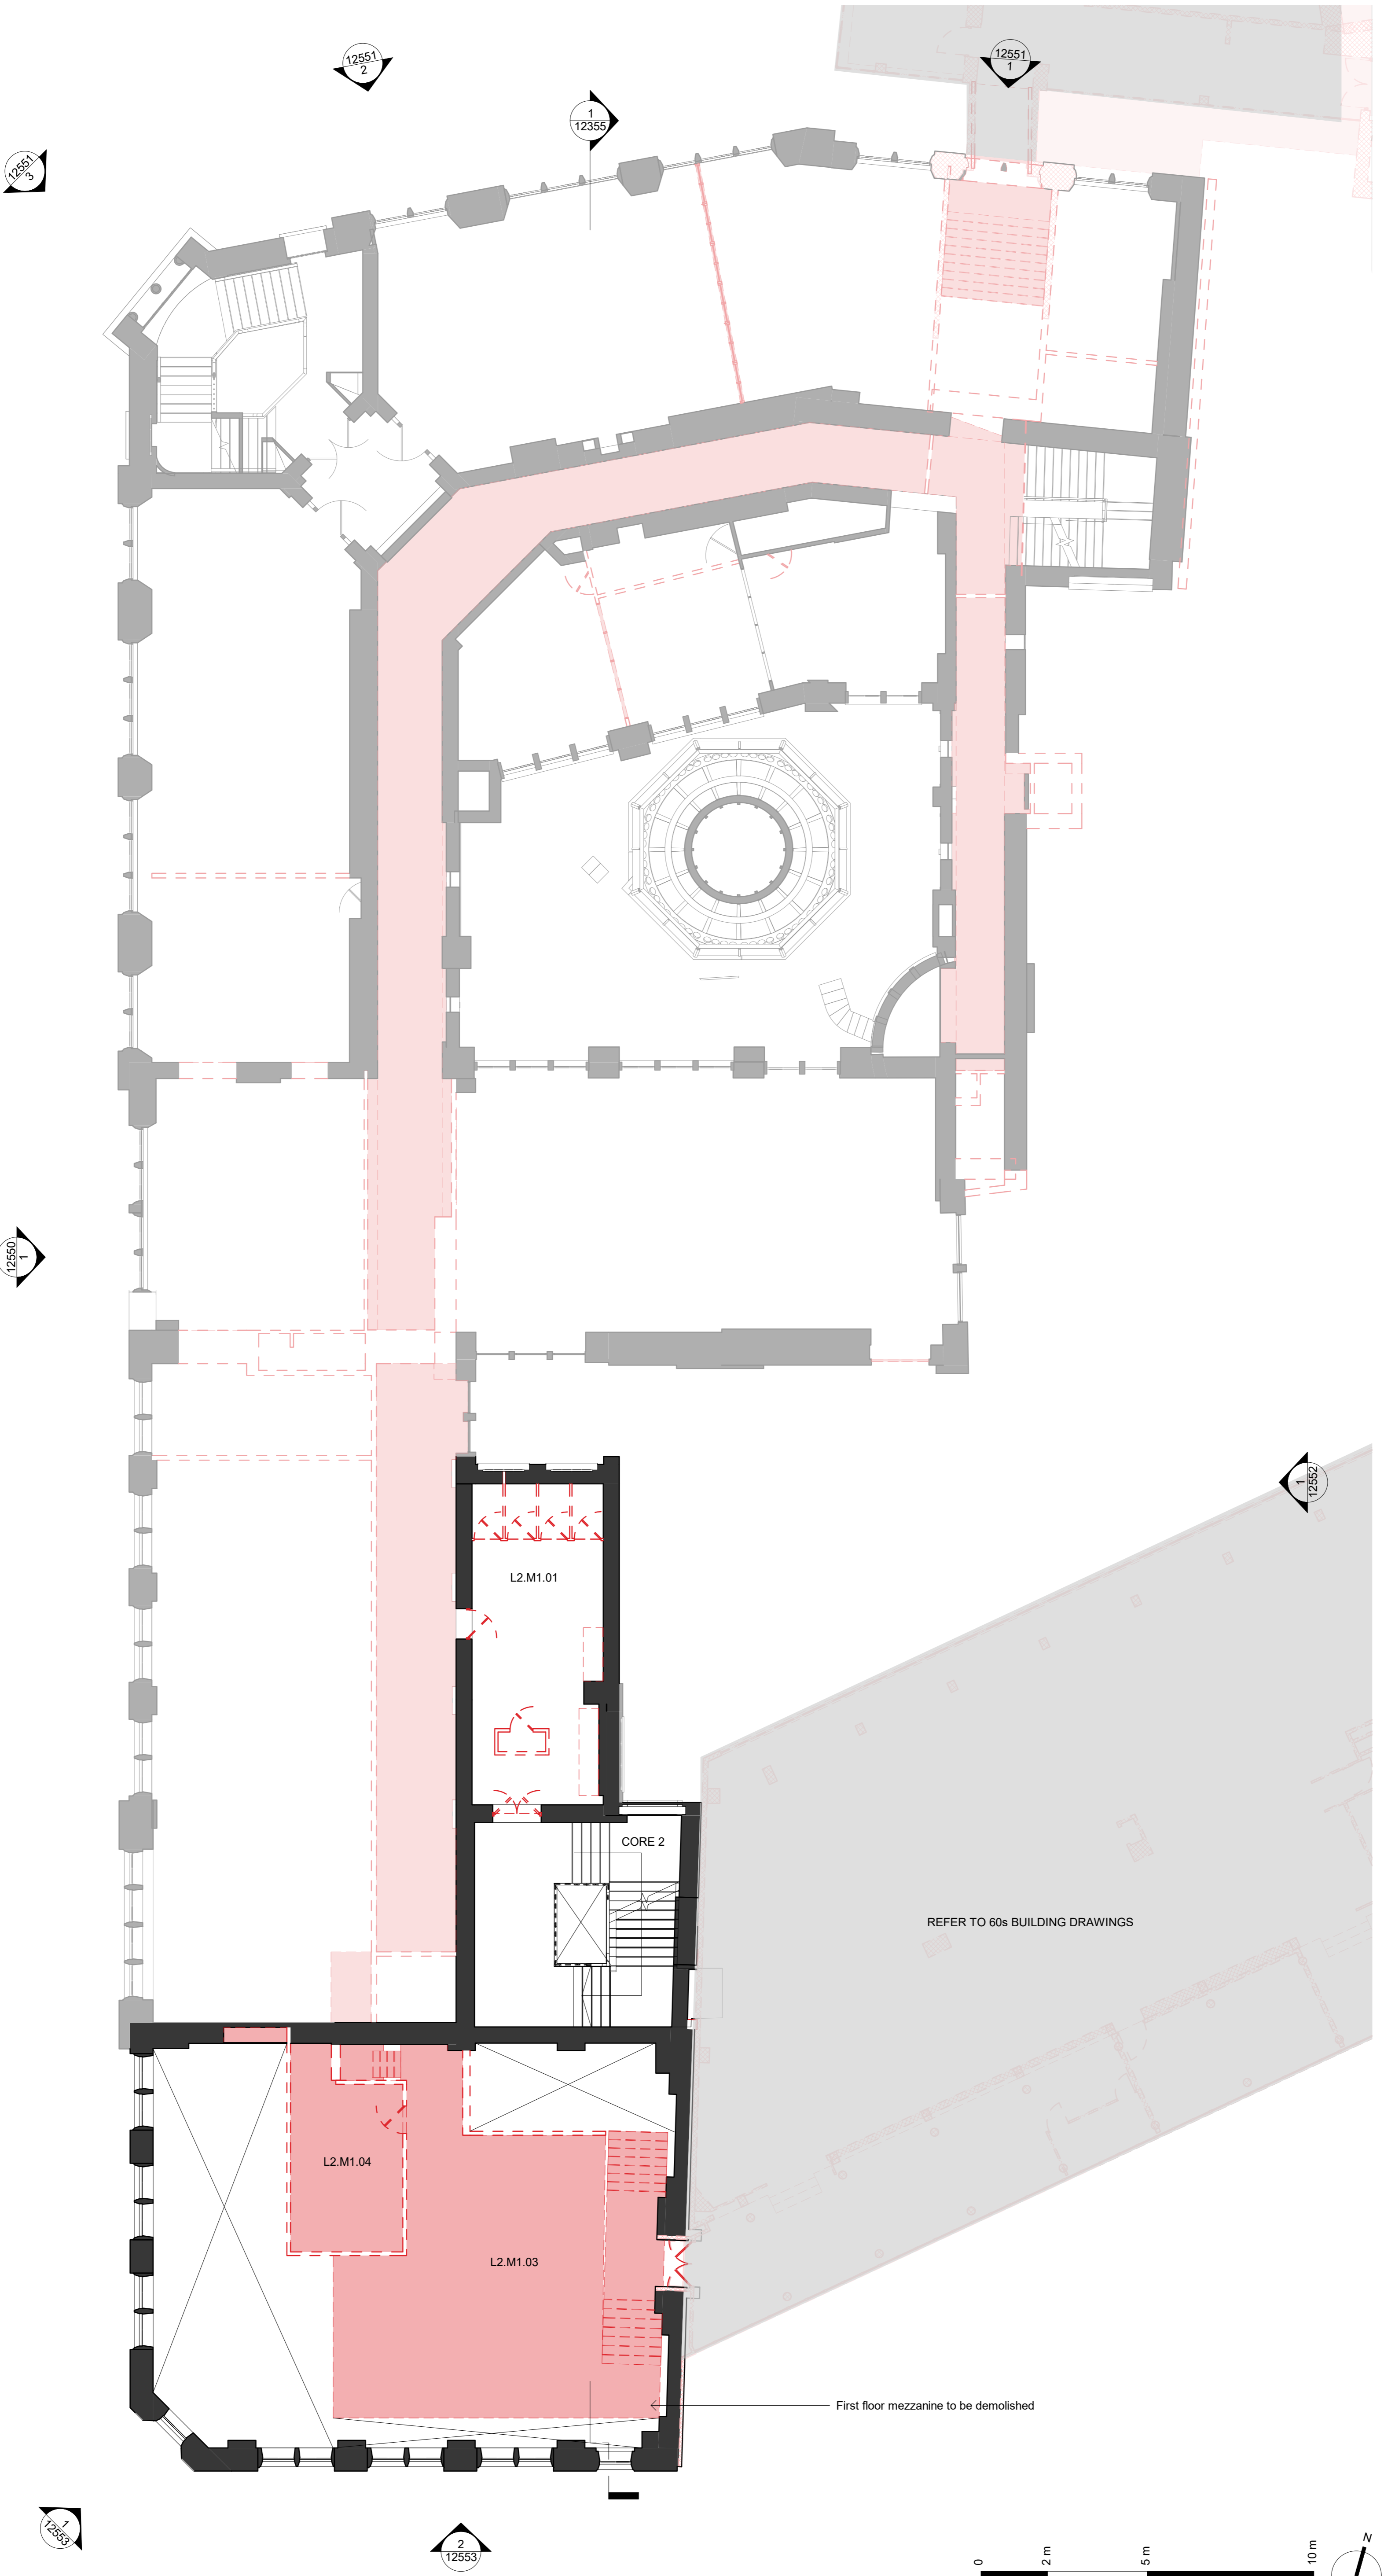 12551
2
12551
1
1
12355
12551
3
12550
1
1
12552
L2.M1.01
CORE 2
REFER TO 60s BUILDING DRAWINGS
L2.M1.04
L2.M1.03
First floor mezzanine to be demolished
1
12553
2
12553
0
2 m
5 m
10 m
N